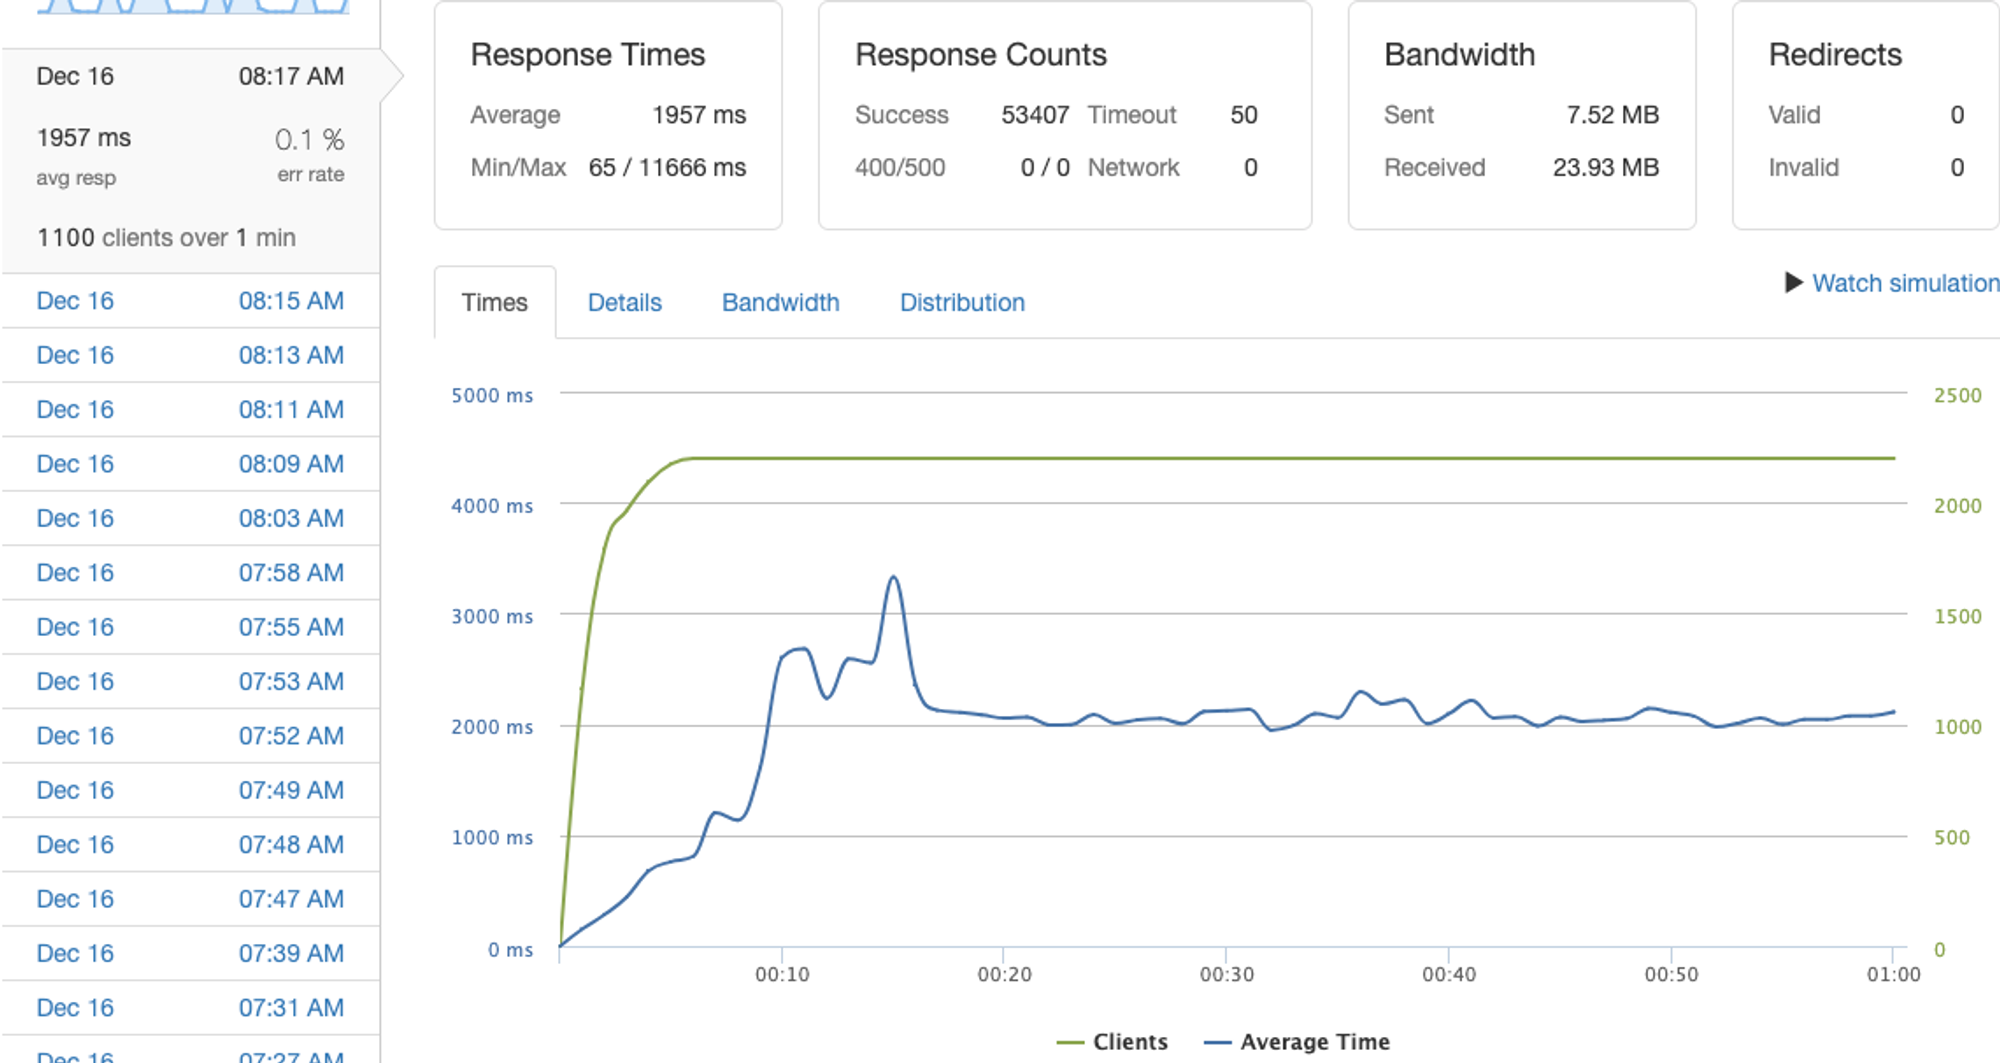 Dec 16 08:17 AM
1957 ms 0.1 %
avg resp err rate
1100 clients over 1 min
Dec 16 08:15 AM
Dec 16 08:13 AM
Dec 16 08:11 AM
Dec 16 08:09 AM
Dec 16 08:03 AM
Dec 16 07:58 AM
Dec 16 07:55 AM
Dec 16 07:53 AM
Dec 16 07:52 AM
Dec 16 07:49 AM
Dec 16 07:48 AM
Dec 16 07:47 AM
Dec 16 07:39 AM
Dec 16 07:31 AM
Dec 16 07:27 AM
Response Times
Average 1957 ms
Min/Max 65 / 11666 ms
Response Counts
Success 53407 Timeout 50
400/500 0 / 0 Network 0
Bandwidth
Sent 7.52 MB
Received 23.93 MB
Redirects
Valid 0
Invalid 0
Times Details Bandwidth Distribution
Watch simulation
5000 ms 2500
4000 ms 2000
3000 ms 1500
2000 ms 1000
1000 ms 500
0 ms 0
00:10 00:20 00:30 00:40 00:50 01:00
Clients Average Time